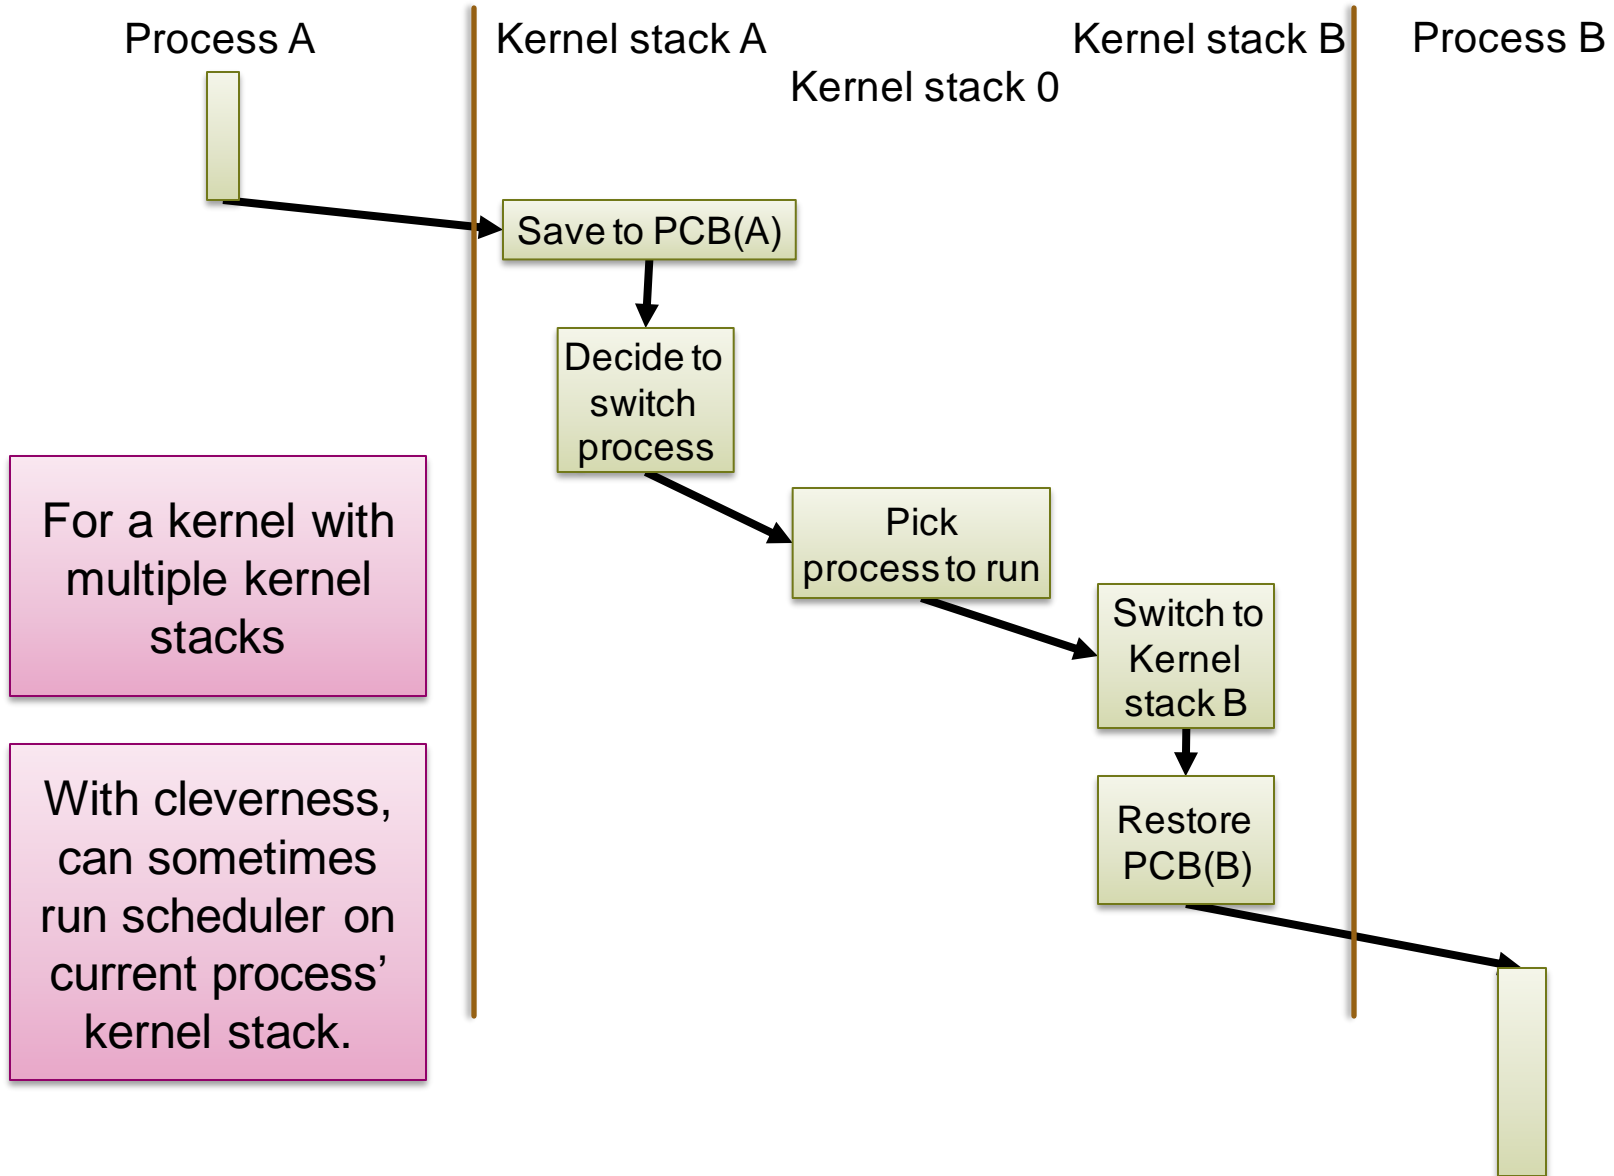 Process A
Kernel stack A
Kernel stack B
Process B
Kernel stack 0
Save to PCB(A)
Decide to
switch
process
Pick
process to run
Switch to
Kernel
stack B
Restore
PCB(B)
For a kernel with
multiple kernel
stacks
With cleverness,
can sometimes
run scheduler on
current process’
kernel stack.